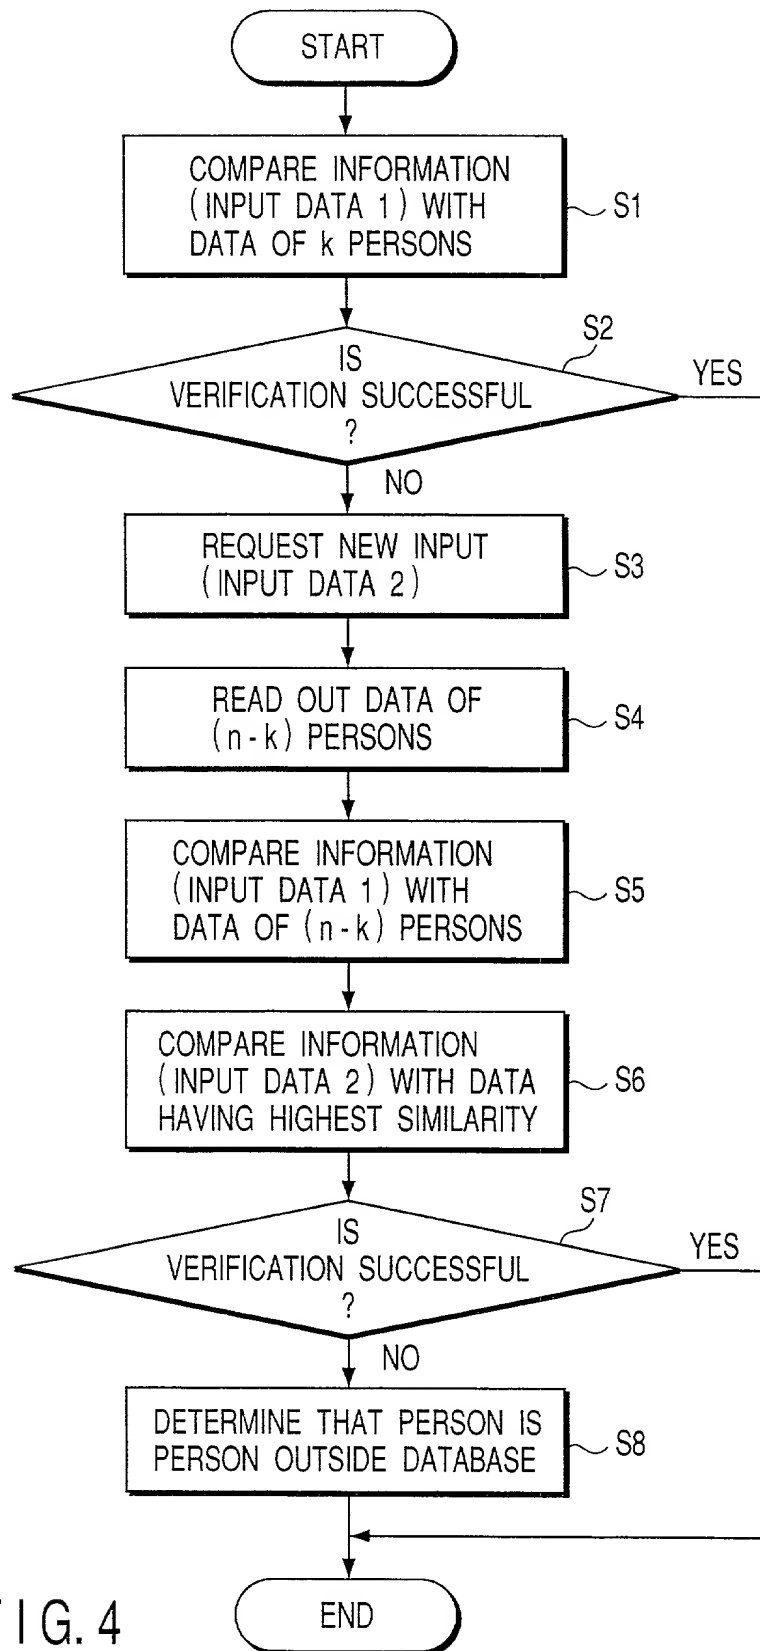 START
COMPARE INFORMATION
(INPUT DATA 1) WITH
DATA OF k PERSONS
S1
S2
IS
VERIFICATION SUCCESSFUL
?
YES
NO
REQUEST NEW INPUT
(INPUT DATA 2)
S3
READ OUT DATA OF
(n-k) PERSONS
S4
COMPARE INFORMATION
(INPUT DATA 1) WITH
DATA OF (n-k) PERSONS
S5
COMPARE INFORMATION
(INPUT DATA 2) WITH DATA
HAVING HIGHEST SIMILARITY
S6
S7
IS
VERIFICATION SUCCESSFUL
?
YES
NO
DETERMINE THAT PERSON IS
PERSON OUTSIDE DATABASE
S8
END
IG. 4